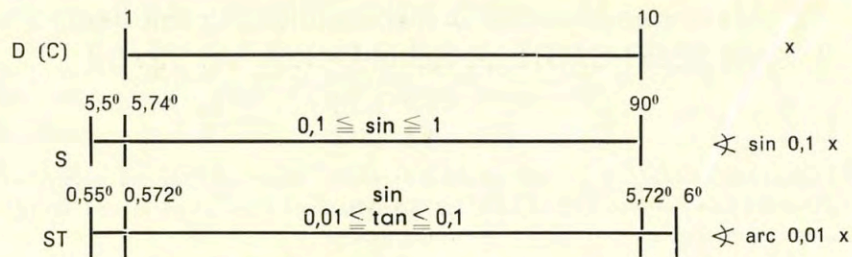 1 10
D (C) x
5,5⁰ 5,74⁰ 90⁰
0,1 ≦ sin ≦ 1
S ∢ sin 0,1 x
0,55⁰ 0,572⁰ sin 5,72⁰ 6⁰
0,01 ≤ tan ≤ 0,1
ST ∢ arc 0,01 x